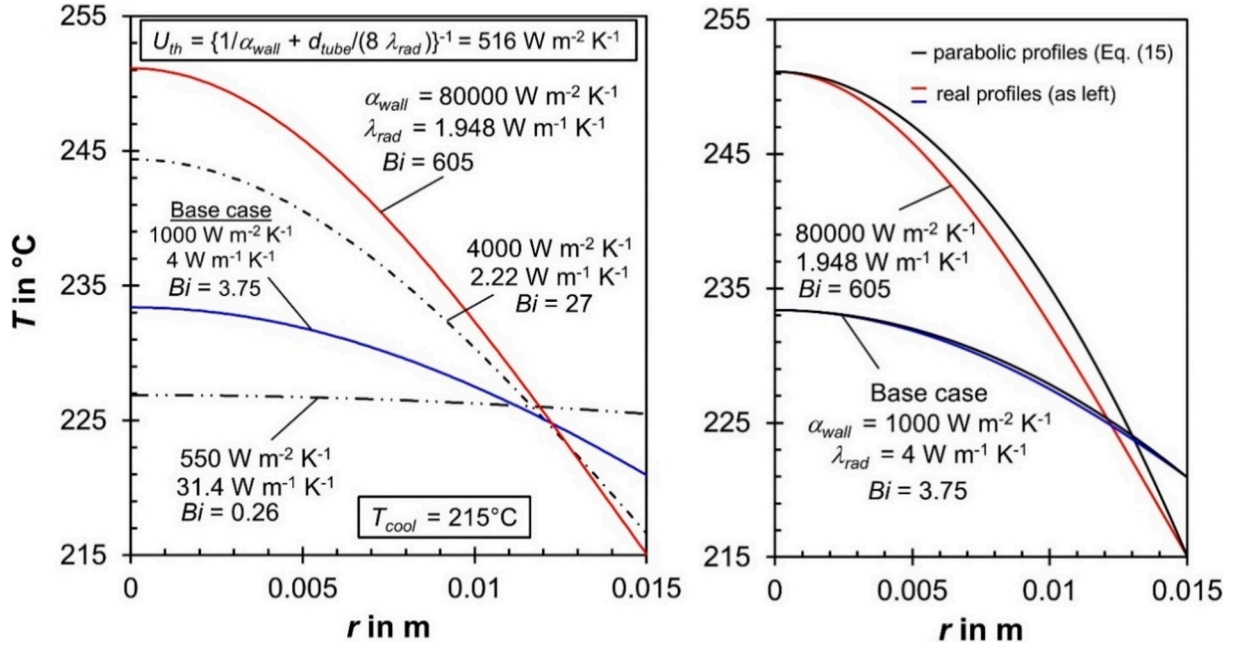 255
245
235
225
215
T in °C
U_th = {1/α_wall + d_tube/(8 λ_rad)}⁻¹ = 516 W m⁻² K⁻¹
α_wall = 80000 W m⁻² K⁻¹
λ_rad = 1.948 W m⁻¹ K⁻¹
Bi = 605
Base case
1000 W m⁻² K⁻¹
4 W m⁻¹ K⁻¹
Bi = 3.75
4000 W m⁻² K⁻¹
2.22 W m⁻¹ K⁻¹
Bi = 27
550 W m⁻² K⁻¹
31.4 W m⁻¹ K⁻¹
Bi = 0.26
T_cool = 215°C
0
0.005
0.01
0.015
r in m
255
245
235
225
215
parabolic profiles (Eq. (15)
real profiles (as left)
80000 W m⁻² K⁻¹
1.948 W m⁻¹ K⁻¹
Bi = 605
Base case
α_wall = 1000 W m⁻² K⁻¹
λ_rad = 4 W m⁻¹ K⁻¹
Bi = 3.75
0
0.005
0.01
0.015
r in m